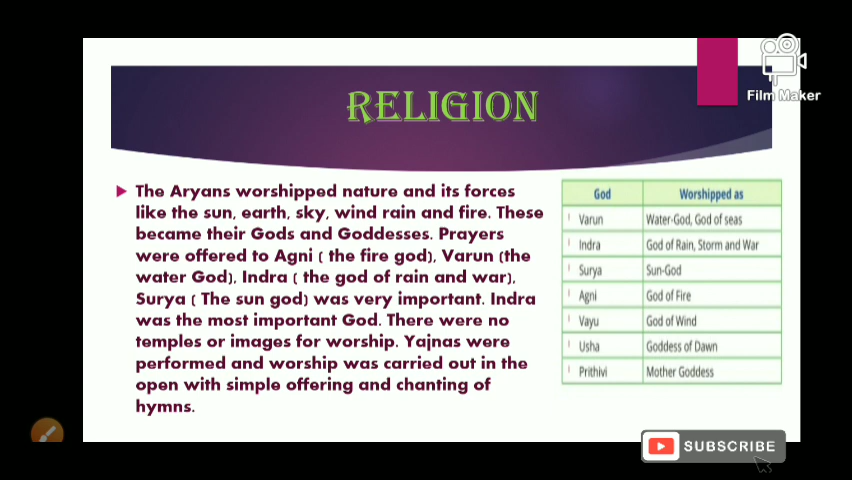 Film Maker
RELIGION
The Aryans worshipped nature and its forces
like the sun, earth, sky, wind rain and fire. These
became their Gods and Goddesses. Prayers
were offered to Agni ( the fire god), Varun (the
water God), Indra ( the god of rain and war),
Surya ( The sun god) was very important. Indra
was the most important God. There were no
temples or images for worship. Yajnas were
performed and worship was carried out in the
open with simple offering and chanting of
hymns.
God Worshipped as
Varun Water-God, God of seas
Indra God of Rain, Storm and War
Surya Sun-God
Agni God of Fire
Vayu God of Wind
Usha Goddess of Dawn
Prithivi Mother Goddess
SUBSCRIBE